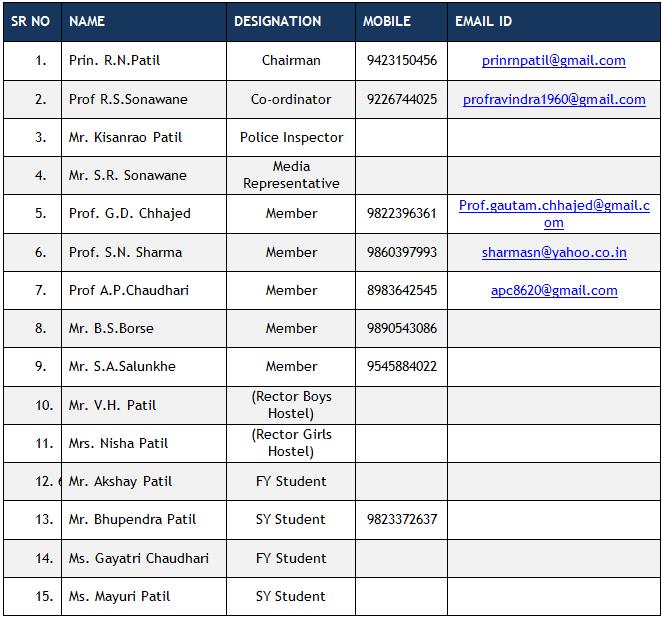 SR NO NAME DESIGNATION MOBILE EMAIL ID
1. Prin. R.N.Patil Chairman 9423150456 prinrnpatil@gmail.com
2. Prof R.S.Sonawane Co-ordinator 9226744025 profravindra1960@gmail.com
3. Mr. Kisanrao Patil Police Inspector
4. Mr. S.R. Sonawane Media
Representative
5. Prof. G.D. Chhajed Member 9822396361 Prof.gautam.chhajed@gmail.c
om
6. Prof. S.N. Sharma Member 9860397993 sharmasn@yahoo.co.in
7. Prof A.P.Chaudhari Member 8983642545 apc8620@gmail.com
8. Mr. B.S.Borse Member 9890543086
9. Mr. S.A.Salunkhe Member 9545884022
10. Mr. V.H. Patil (Rector Boys
Hostel)
11. Mrs. Nisha Patil (Rector Girls
Hostel)
12. Mr. Akshay Patil FY Student
13. Mr. Bhupendra Patil SY Student 9823372637
14. Ms. Gayatri Chaudhari FY Student
15. Ms. Mayuri Patil SY Student